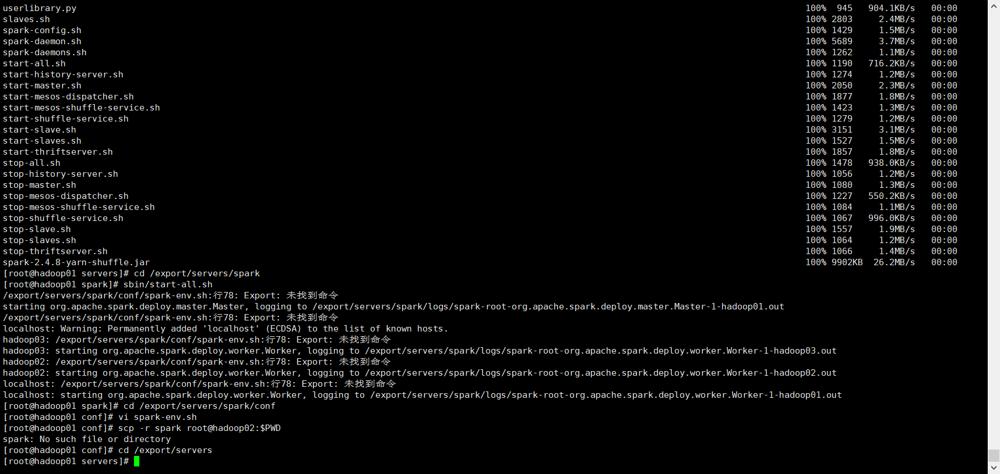 userlibrary.py 100% 945 904.1KB/s 00:00
slaves.sh 100% 2803 2.4MB/s 00:00
spark-config.sh 100% 1429 1.5MB/s 00:00
spark-daemon.sh 100% 5689 3.7MB/s 00:00
spark-daemons.sh 100% 1262 1.1MB/s 00:00
start-all.sh 100% 1190 716.2KB/s 00:00
start-history-server.sh 100% 1274 1.2MB/s 00:00
start-master.sh 100% 2050 2.3MB/s 00:00
start-mesos-dispatcher.sh 100% 1877 1.8MB/s 00:00
start-mesos-shuffle-service.sh 100% 1423 1.3MB/s 00:00
start-shuffle-service.sh 100% 1279 1.2MB/s 00:00
start-slave.sh 100% 3151 3.1MB/s 00:00
start-slaves.sh 100% 1527 1.5MB/s 00:00
start-thriftserver.sh 100% 1857 1.8MB/s 00:00
stop-all.sh 100% 1478 938.0KB/s 00:00
stop-history-server.sh 100% 1056 1.2MB/s 00:00
stop-master.sh 100% 1080 1.3MB/s 00:00
stop-mesos-dispatcher.sh 100% 1227 550.2KB/s 00:00
stop-mesos-shuffle-service.sh 100% 1084 1.1MB/s 00:00
stop-shuffle-service.sh 100% 1067 996.0KB/s 00:00
stop-slave.sh 100% 1557 1.9MB/s 00:00
stop-slaves.sh 100% 1064 1.2MB/s 00:00
stop-thriftserver.sh 100% 1066 1.4MB/s 00:00
spark-2.4.8-yarn-shuffle.jar 100% 9902KB 26.2MB/s 00:00
[root@hadoop01 servers]# cd /export/servers/spark
[root@hadoop01 spark]# sbin/start-all.sh
/export/servers/spark/conf/spark-env.sh:行78: Export: 未找到命令
starting org.apache.spark.deploy.master.Master, logging to /export/servers/spark/logs/spark-root-org.apache.spark.deploy.master.Master-1-hadoop01.out
/export/servers/spark/conf/spark-env.sh:行78: Export: 未找到命令
localhost: Warning: Permanently added 'localhost' (ECDSA) to the list of known hosts.
hadoop03: /export/servers/spark/conf/spark-env.sh:行78: Export: 未找到命令
hadoop03: starting org.apache.spark.deploy.worker.Worker, logging to /export/servers/spark/logs/spark-root-org.apache.spark.deploy.worker.Worker-1-hadoop03.out
hadoop02: /export/servers/spark/conf/spark-env.sh:行78: Export: 未找到命令
hadoop02: starting org.apache.spark.deploy.worker.Worker, logging to /export/servers/spark/logs/spark-root-org.apache.spark.deploy.worker.Worker-1-hadoop02.out
localhost: /export/servers/spark/conf/spark-env.sh:行78: Export: 未找到命令
localhost: starting org.apache.spark.deploy.worker.Worker, logging to /export/servers/spark/logs/spark-root-org.apache.spark.deploy.worker.Worker-1-hadoop01.out
[root@hadoop01 spark]# cd /export/servers/spark/conf
[root@hadoop01 conf]# vi spark-env.sh
[root@hadoop01 conf]# scp -r spark root@hadoop02:$PWD
spark: No such file or directory
[root@hadoop01 conf]# cd /export/servers
[root@hadoop01 servers]#